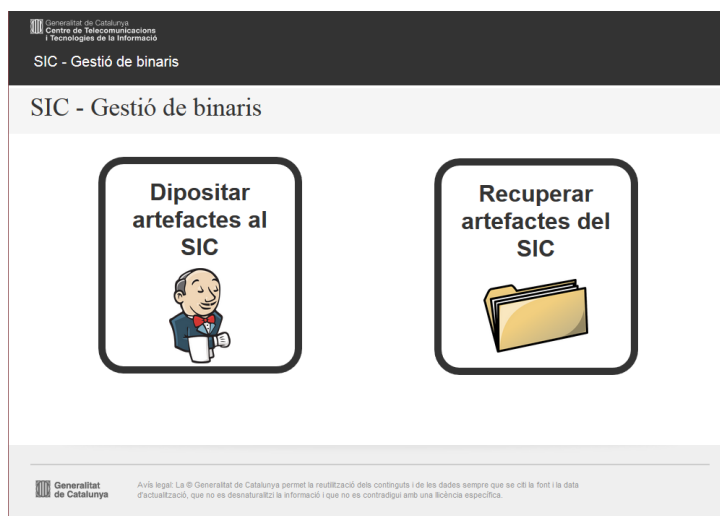 Generalitat de Catalunya
Centre de Telecomunicacions
i Tecnologies de la Informació
SIC - Gestió de binaris
SIC - Gestió de binaris
Dipositar
artefactes al
SIC
Recuperar
artefactes del
SIC
Generalitat
de Catalunya
Avís legal: La © Generalitat de Catalunya permet la reutilització dels continguts i de les dades sempre que se citi la font i la data
d'actualització, que no es desnaturalitzi la informació i que no es contradigui amb una llicència específica.